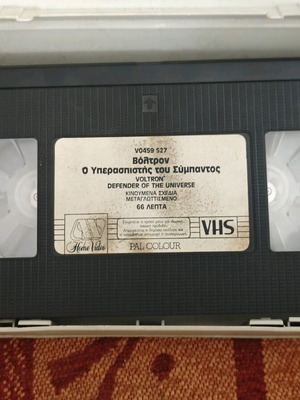 V0459 527
Βόλτρον
Ο Υπερασπιστής του Σύμπαντος
VOLTRON
DEFENDER OF THE UNIVERSE
ΚΙΝΟΥΜΕΝΑ ΣΧΕΔΙΑ
ΜΕΤΑΓΛΩΤΤΙΣΜΕΝΟ
66 ΛΕΠΤΑ
Home Video
PAL COLOUR
VHS